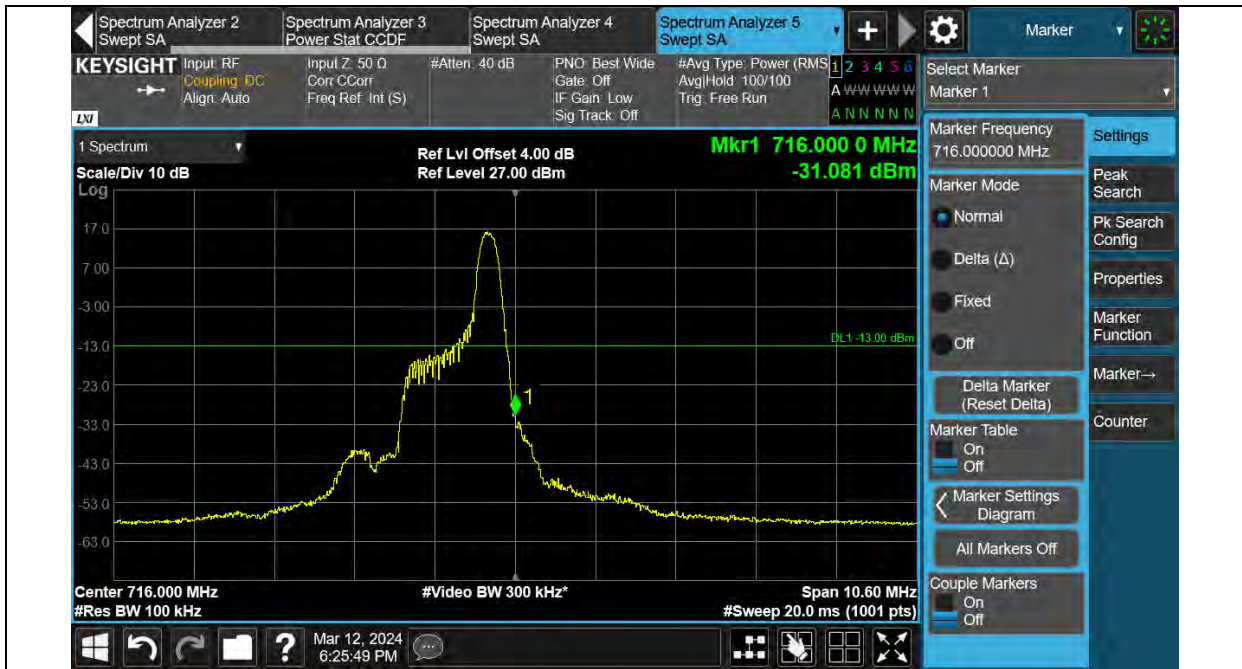 Spectrum Analyzer 2
Swept SA
Spectrum Analyzer 3
Power Stat CCDF
Spectrum Analyzer 4
Swept SA
Spectrum Analyzer 5
Swept SA
+
Marker
KEYSIGHT
LXI
Input: RF
Coupling: DC
Align: Auto
Input Z: 50 Ω
Corr CCorr
Freq Ref: Int (S)
#Atten: 40 dB
PNO: Best Wide
Gate: Off
IF Gain: Low
Sig Track: Off
#Avg Type: Power (RMS
Avg|Hold: 100/100
Trig: Free Run
1 2 3 4 5 6
A W W W W W
A N N N N N
Select Marker
Marker 1
1 Spectrum
Scale/Div 10 dB
Log
Ref Lvl Offset 4.00 dB
Ref Level 27.00 dBm
Mkr1 716.000 0 MHz
-31.081 dBm
17.0
7.00
-3.00
-13.0
-23.0
-33.0
-43.0
-53.0
-63.0
DL1 -13.00 dBm
1
Center 716.000 MHz
#Res BW 100 kHz
#Video BW 300 kHz*
Span 10.60 MHz
#Sweep 20.0 ms (1001 pts)
Marker Frequency
716.000000 MHz
Marker Mode
Normal
Delta (Δ)
Fixed
Off
Delta Marker
(Reset Delta)
Marker Table
On
Off
Marker Settings
Diagram
All Markers Off
Couple Markers
On
Off
Settings
Peak
Search
Pk Search
Config
Properties
Marker
Function
Marker→
Counter
?
Mar 12, 2024
6:25:49 PM